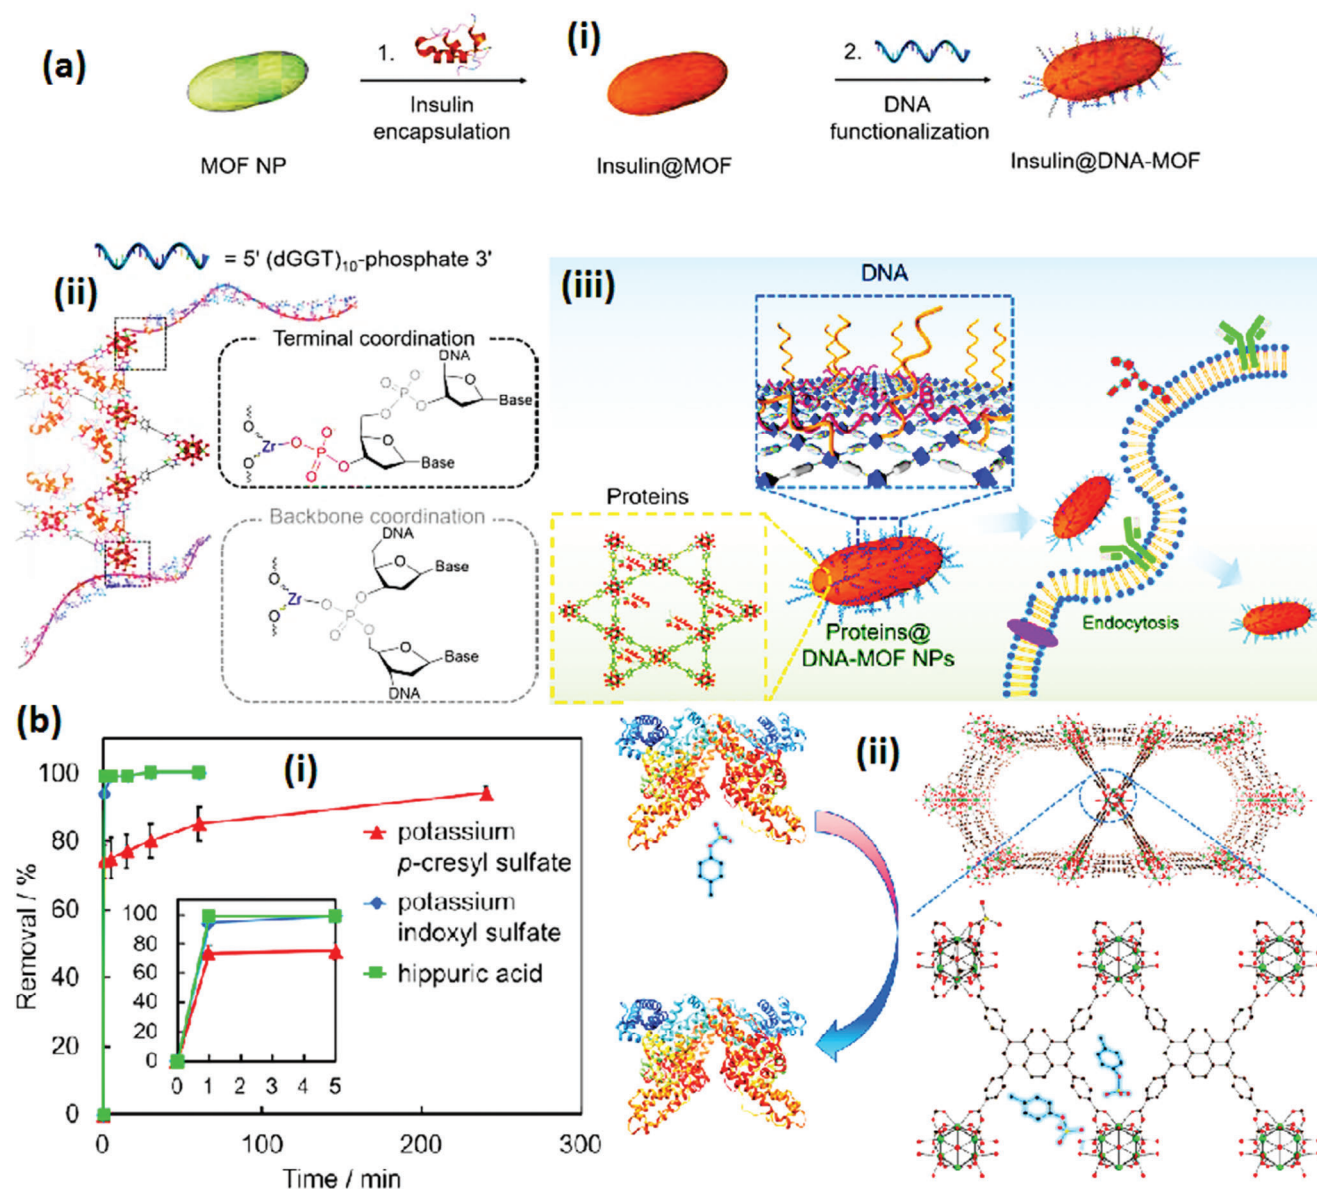 (a)
1.
Insulin
encapsulation
(i)
2.
DNA
functionalization
MOF NP
Insulin@MOF
Insulin@DNA-MOF
= 5' (dGGT)10-phosphate 3'
(ii)
Terminal coordination
DNA
O
O
P
O
O
Base
O
O
O
Zr
O
P
O
O
O
O
Base
Backbone coordination
DNA
O
Base
O
O
Zr
O
P
O
O
O
O
Base
DNA
(iii)
DNA
Proteins
Proteins@
DNA-MOF NPs
Endocytosis
(b)
(i)
Removal / %
100
80
60
40
20
0
0
100
200
300
Time / min
potassium
p-cresyl sulfate
potassium
indoxyl sulfate
hippuric acid
100
80
60
40
20
0
0
1
2
3
4
5
(ii)